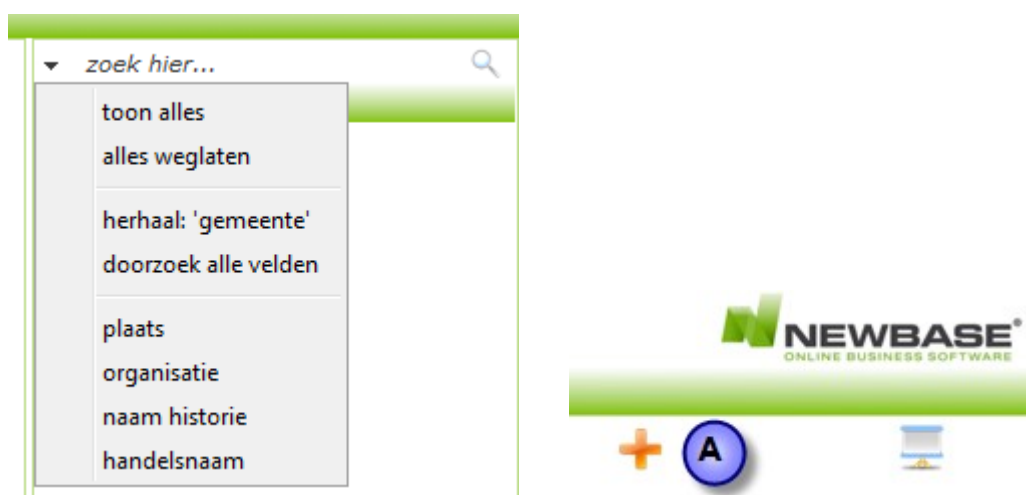 zoek hier...
toon alles
alles weglaten
herhaal: 'gemeente'
doorzoek alle velden
plaats
organisatie
naam historie
handelsnaam
NEWBASE®
ONLINE BUSINESS SOFTWARE
A